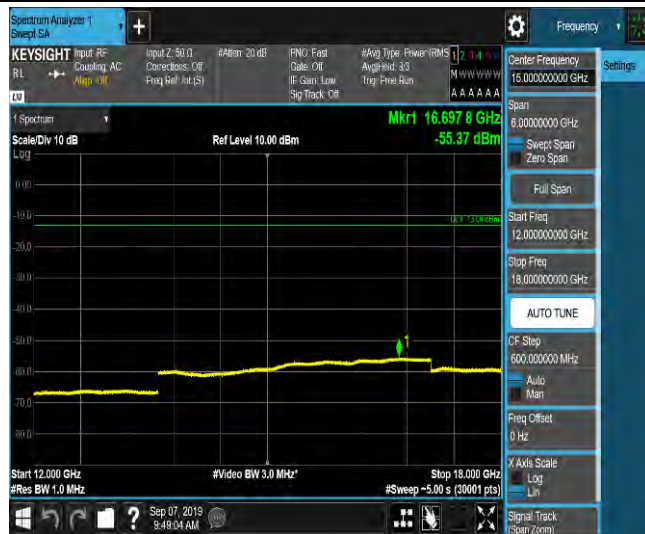 Spectrum Analyzer 1
Swept SA
Frequency
KEYSIGHT
RL
Input: RF
Coupling: AC
Align: Off
Input Z: 50 Ω
Corrections: Off
Freq Ref: Int (S)
#Atten: 20 dB
PNO: Fast
Gate: Off
IF Gain: Low
Sig Track: Off
#Avg Type: Power (RMS
Avg|Hold: 3/3
Trig: Free Run
1 2 3 4 5 6
M W W W W W
A A A A A A
1 Spectrum
Scale/Div 10 dB
Log
Ref Level 10.00 dBm
Mkr1 16.697 8 GHz
-55.37 dBm
0.00
-10.0
-20.0
-30.0
-40.0
-50.0
-60.0
-70.0
-80.0
1
Start 12.000 GHz
#Res BW 1.0 MHz
#Video BW 3.0 MHz*
Stop 18.000 GHz
#Sweep ~5.00 s (30001 pts)
?
Sep 07, 2019
9:49:04 AM
Center Frequency
15.000000000 GHz
Settings
Span
6.00000000 GHz
Swept Span
Zero Span
Full Span
Start Freq
12.000000000 GHz
Stop Freq
18.000000000 GHz
AUTO TUNE
CF Step
600.000000 MHz
Auto
Man
Freq Offset
0 Hz
X Axis Scale
Log
Lin
Signal Track
(Span Zoom)